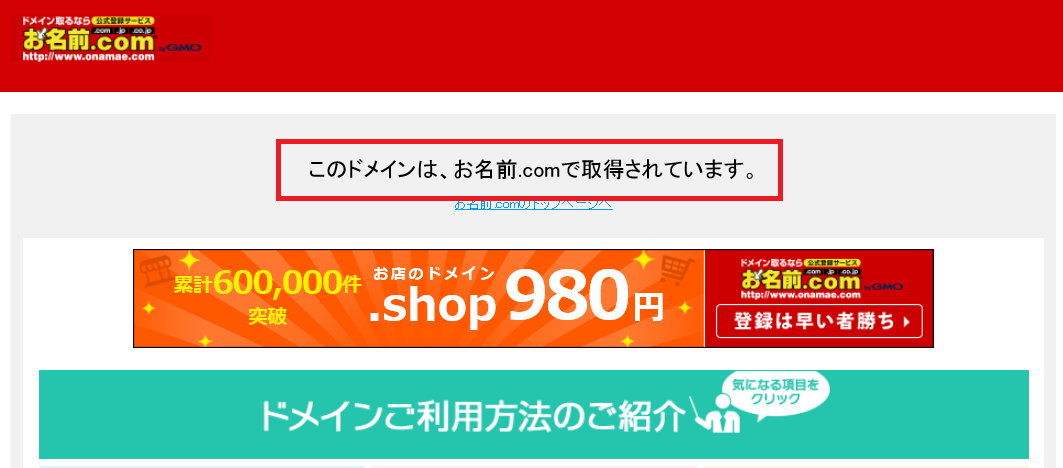 ドメイン取るなら 公式登録サービス
.com .jp .co.jp
お名前.com by GMO
http://www.onamae.com
このドメインは、お名前.comで取得されています。
お名前.comのトップページへ
累計600,000件
突破
お店のドメイン
.shop 980円
ドメイン取るなら 公式登録サービス
.com .jp .co.jp
お名前.com by GMO
http://www.onamae.com
登録は早い者勝ち
気になる項目を
クリック
ドメインご利用方法のご紹介